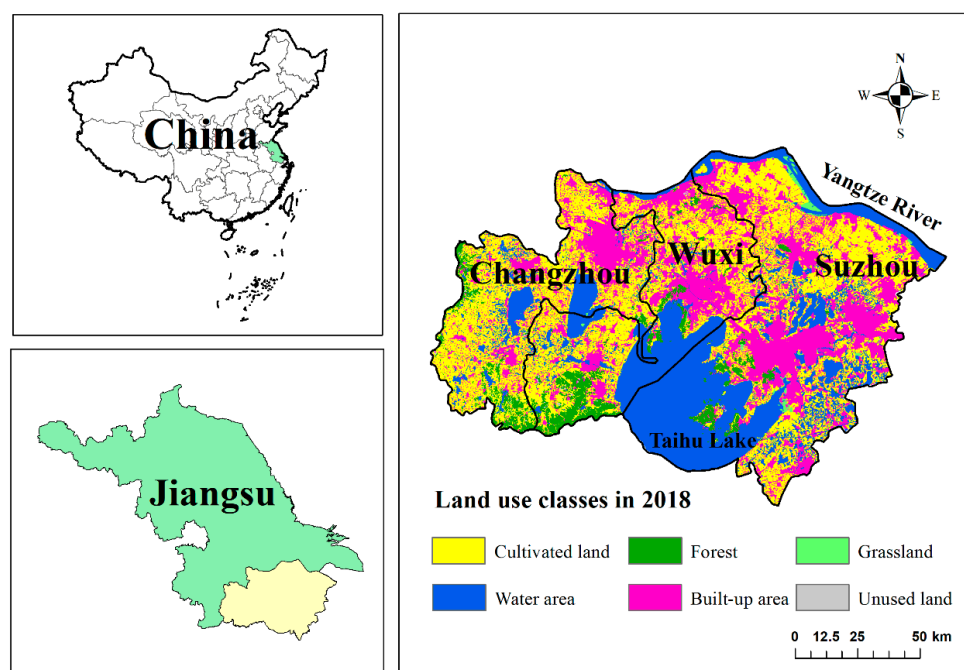 China
Jiangsu
N
W E
S
Yangtze River
Changzhou
Wuxi
Suzhou
Taihu Lake
Land use classes in 2018
Cultivated land
Forest
Grassland
Water area
Built-up area
Unused land
0 12.5 25 50 km